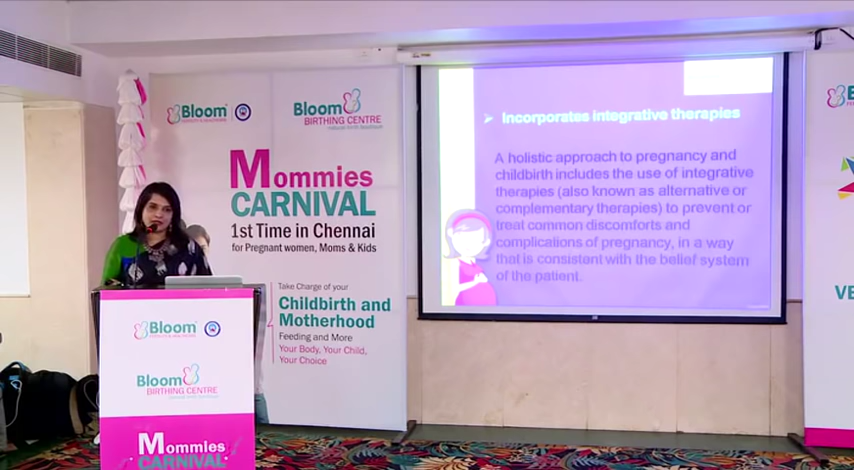 Bloom
Bloom
BIRTHING CENTRE
natural birth boutique
Mommies
CARNIVAL
1st Time in Chennai
for Pregnant women, Moms & Kids
Take Charge of your
Childbirth and
Motherhood
Feeding and More
Your Body, Your Child,
Your Choice
Incorporates integrative therapies
A holistic approach to pregnancy and
childbirth includes the use of integrative
therapies (also known as alternative or
complementary therapies) to prevent or
treat common discomforts and
complications of pregnancy, in a way
that is consistent with the belief system
of the patient.
Bloom
Bloom
BIRTHING CENTRE
Mommies
CARNIVAL